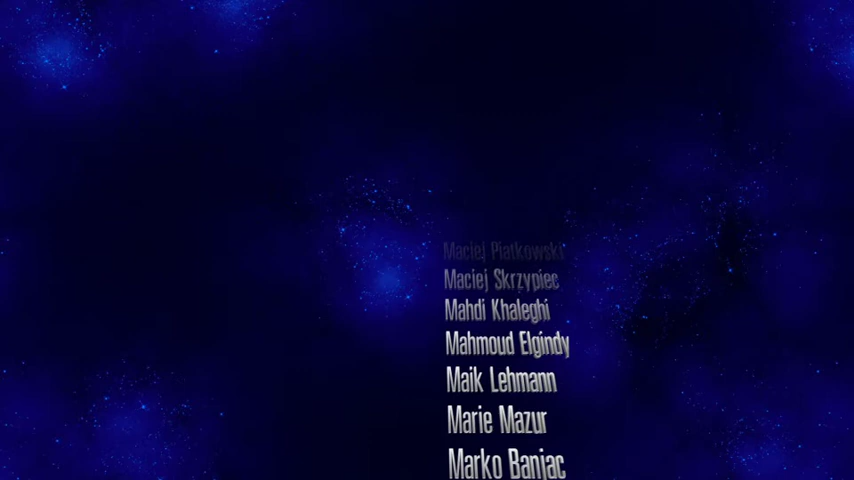 Maciej Piatkowski
Maciej Skrzypiec
Mahdi Khaleghi
Mahmoud Elgindy
Maik Lehmann
Marie Mazur
Marko Banjac